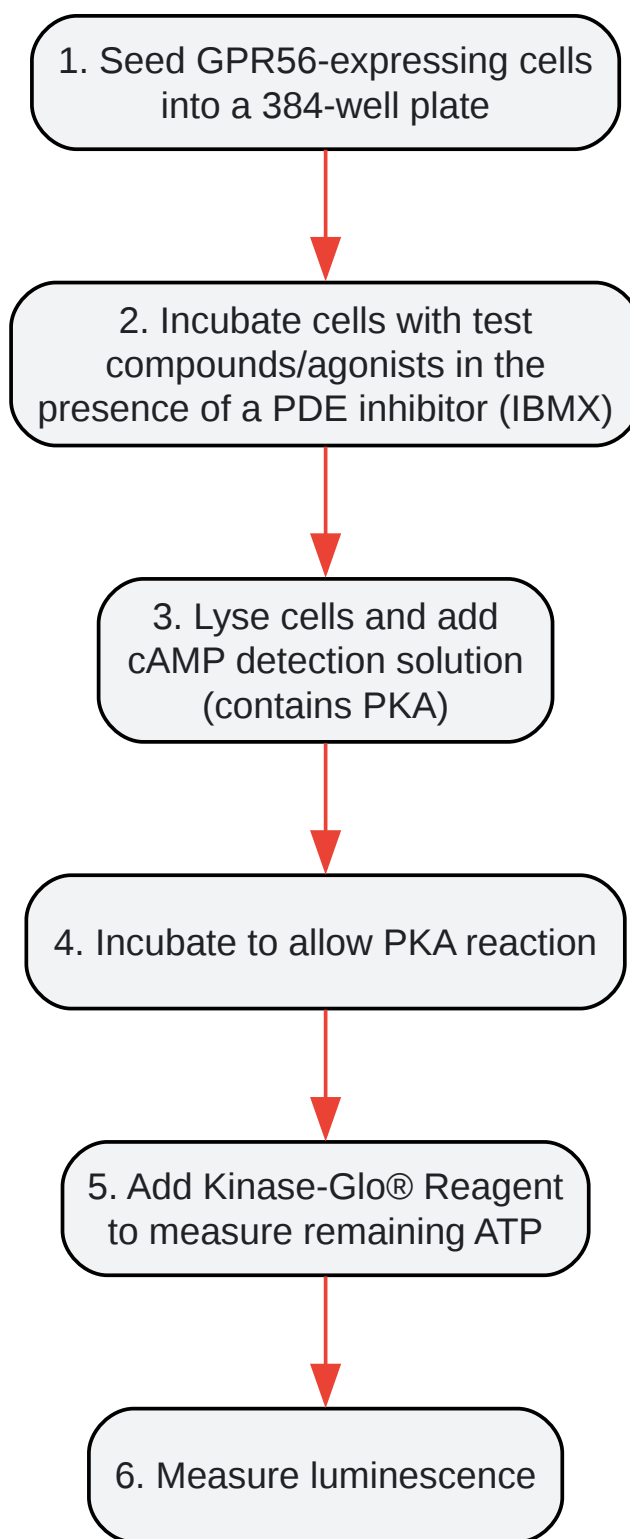 1. Seed GPR56-expressing cells
into a 384-well plate
2. Incubate cells with test
compounds/agonists in the
presence of a PDE inhibitor (IBMX)
3. Lyse cells and add
cAMP detection solution
(contains PKA)
4. Incubate to allow PKA reaction
5. Add Kinase-Glo® Reagent
to measure remaining ATP
6. Measure luminescence